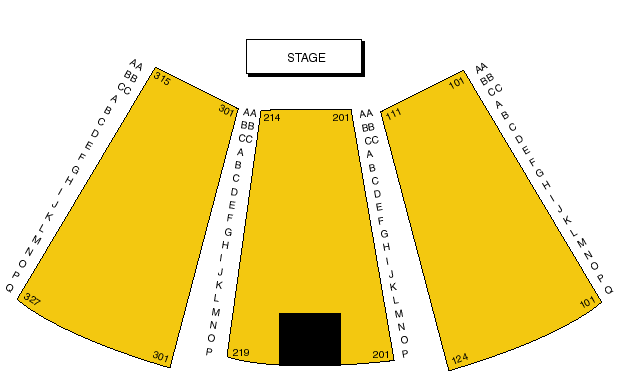 STAGE
AA
BB
CC
A
B
C
D
E
F
G
H
I
J
K
L
M
N
O
P
Q
315
301
327
301
AA
BB
CC
A
B
C
D
E
F
G
H
I
J
K
L
M
N
O
P
214
201
219
201
AA
BB
CC
A
B
C
D
E
F
G
H
I
J
K
L
M
N
O
P
111
101
124
101
AA
BB
CC
A
B
C
D
E
F
G
H
I
J
K
L
M
N
O
P
Q